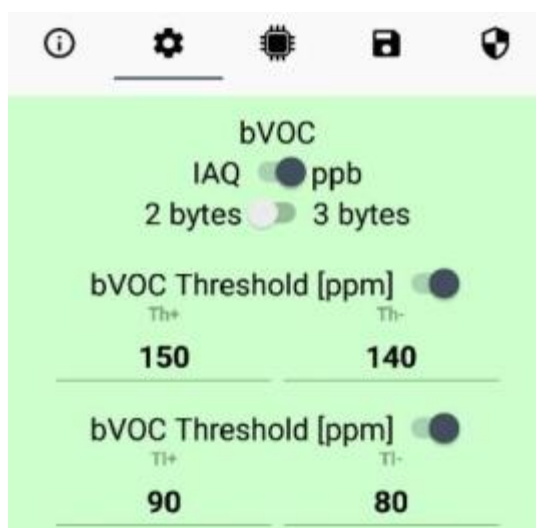 bVOC
IAQ ppb
2 bytes 3 bytes
bVOC Threshold [ppm]
Th+ Th-
150 140
bVOC Threshold [ppm]
Tl+ Tl-
90 80